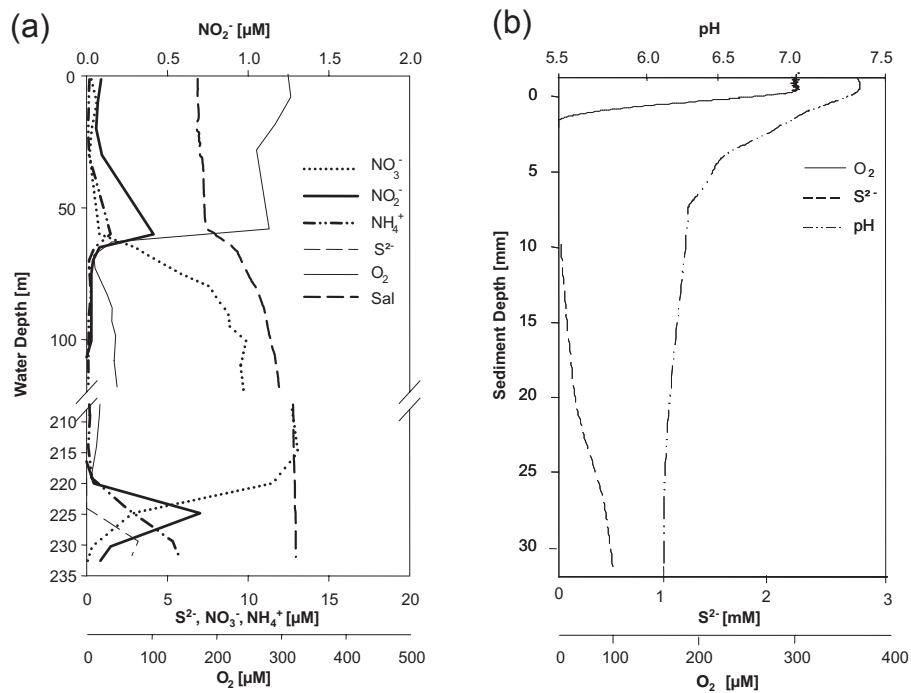 (a)
NO₂⁻ [µM]
0.0 0.5 1.0 1.5 2.0
0
50
100
210
215
220
225
230
235
Water Depth [m]
NO₃⁻
NO₂⁻
NH₄⁺
S²⁻
O₂
Sal
0 5 10 15 20
S²⁻, NO₃⁻, NH₄⁺ [µM]
0 100 200 300 400 500
O₂ [µM]
(b)
pH
5.5 6.1 6.3 6.5 7.0 7.4
0
5
10
15
20
25
30
Sediment Depth [mm]
O₂
S²⁻
pH
0 1 2 3
S²⁻ [mM]
0 100 200 300 400
O₂ [µM]